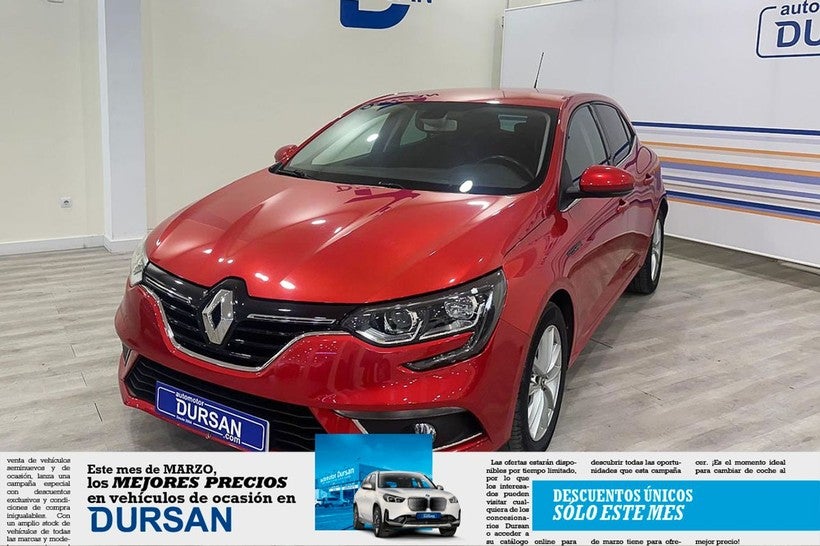 AN
auto
DU
automotor
DURSAN
.com
venta de vehículos
seminuevos y de
ocasión, lanza una
campaña especial
con descuentos
exclusivos y condi-
ciones de compra
inigualables. Con
un amplio stock de
vehículos de todas
las marcas y mode-
Este mes de MARZO,
los MEJORES PRECIOS
en vehículos de ocasión en
DURSAN
automotor Dursan
Las ofertas estarán dispo-
nibles por tiempo limitado,
por lo que
los interesa-
dos pueden
visitar cual-
quiera de los
concesiona-
rios Dursan
o acceder a
su catálogo online para
descubrir todas las oportu-
nidades que esta campaña
de marzo tiene para ofre-
cer. ¡Es el momento ideal
para cambiar de coche al
mejor precio!
DESCUENTOS ÚNICOS
SÓLO ESTE MES